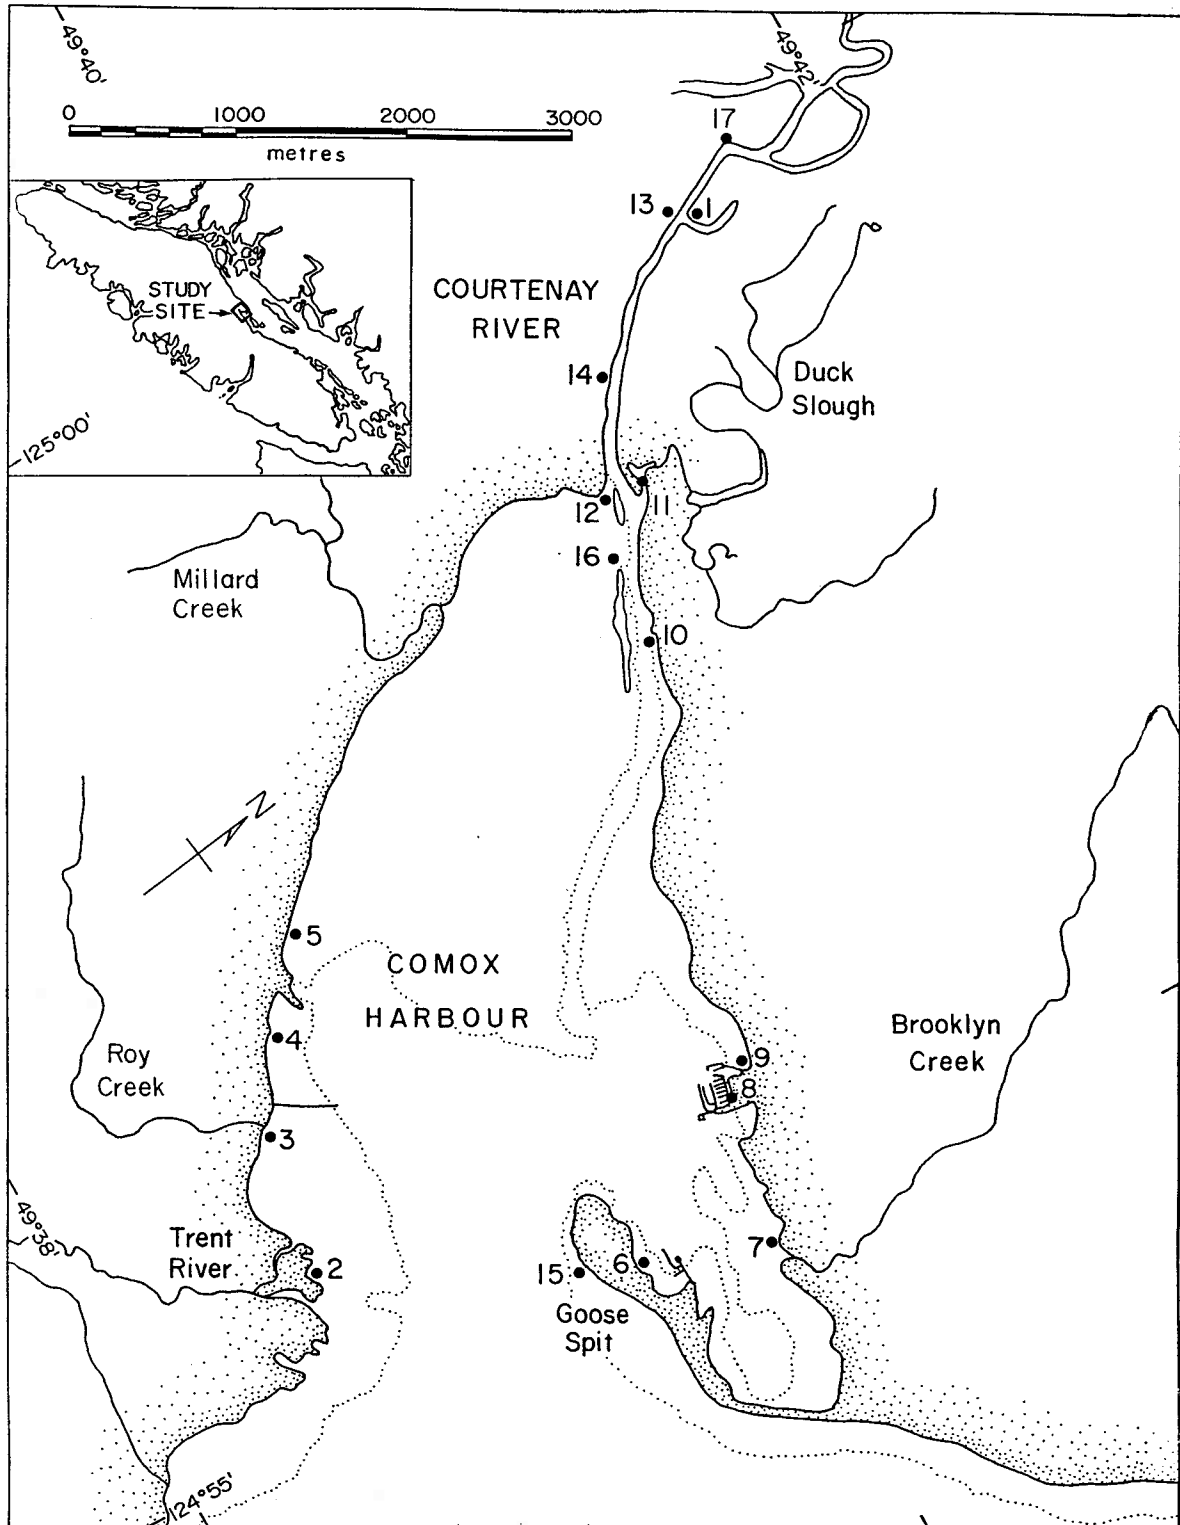 49°40'
49°42'
0 1000 2000 3000
metres
17
13
1
STUDY
SITE
COURTENAY
RIVER
14
Duck
Slough
125°00'
12
11
16
Millard
Creek
10
N
5
COMOX
HARBOUR
4
Roy
Creek
Brooklyn
Creek
9
8
3
49°38'
Trent
River
2
7
6
15
Goose
Spit
124°55'